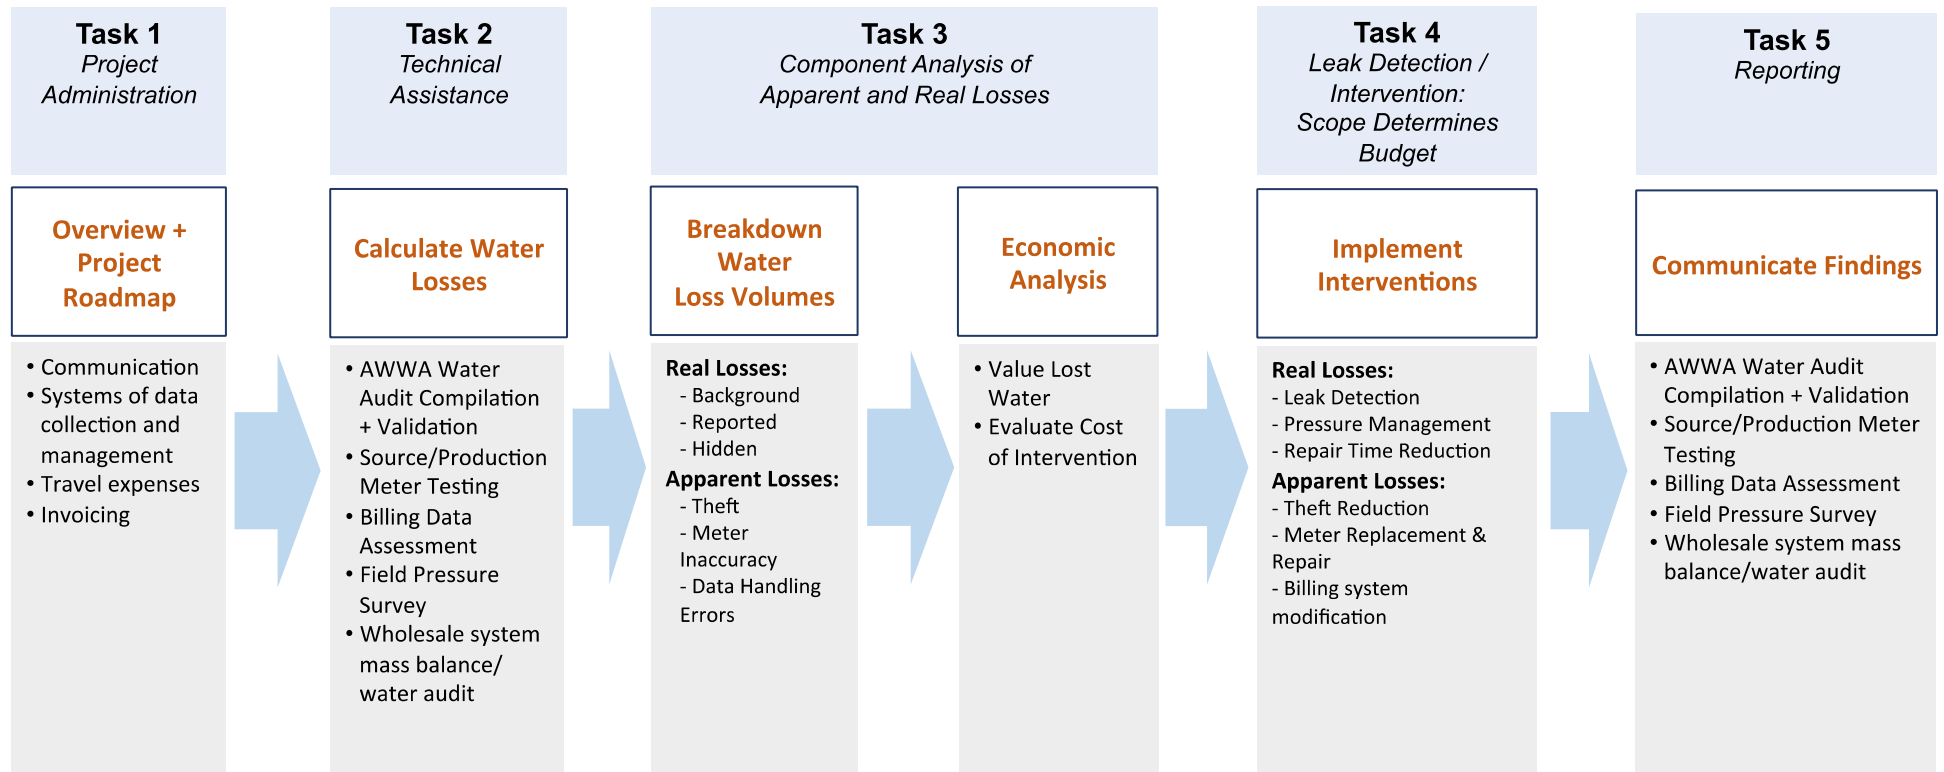 Task 1
Project
Administration
Overview +
Project
Roadmap
• Communication
• Systems of data
collection and
management
• Travel expenses
• Invoicing
Task 2
Technical
Assistance
Calculate Water
Losses
• AWWA Water
Audit Compilation
+ Validation
• Source/Production
Meter Testing
• Billing Data
Assessment
• Field Pressure
Survey
• Wholesale system
mass balance/
water audit
Task 3
Component Analysis of
Apparent and Real Losses
Breakdown
Water
Loss Volumes
Real Losses:
- Background
- Reported
- Hidden
Apparent Losses:
- Theft
- Meter
Inaccuracy
- Data Handling
Errors
Economic
Analysis
• Value Lost
Water
• Evaluate Cost
of Intervention
Task 4
Leak Detection /
Intervention:
Scope Determines
Budget
Implement
Interventions
Real Losses:
- Leak Detection
- Pressure Management
- Repair Time Reduction
Apparent Losses:
- Theft Reduction
- Meter Replacement &
Repair
- Billing system
modification
Task 5
Reporting
Communicate Findings
• AWWA Water Audit
Compilation + Validation
• Source/Production Meter
Testing
• Billing Data Assessment
• Field Pressure Survey
• Wholesale system mass
balance/water audit